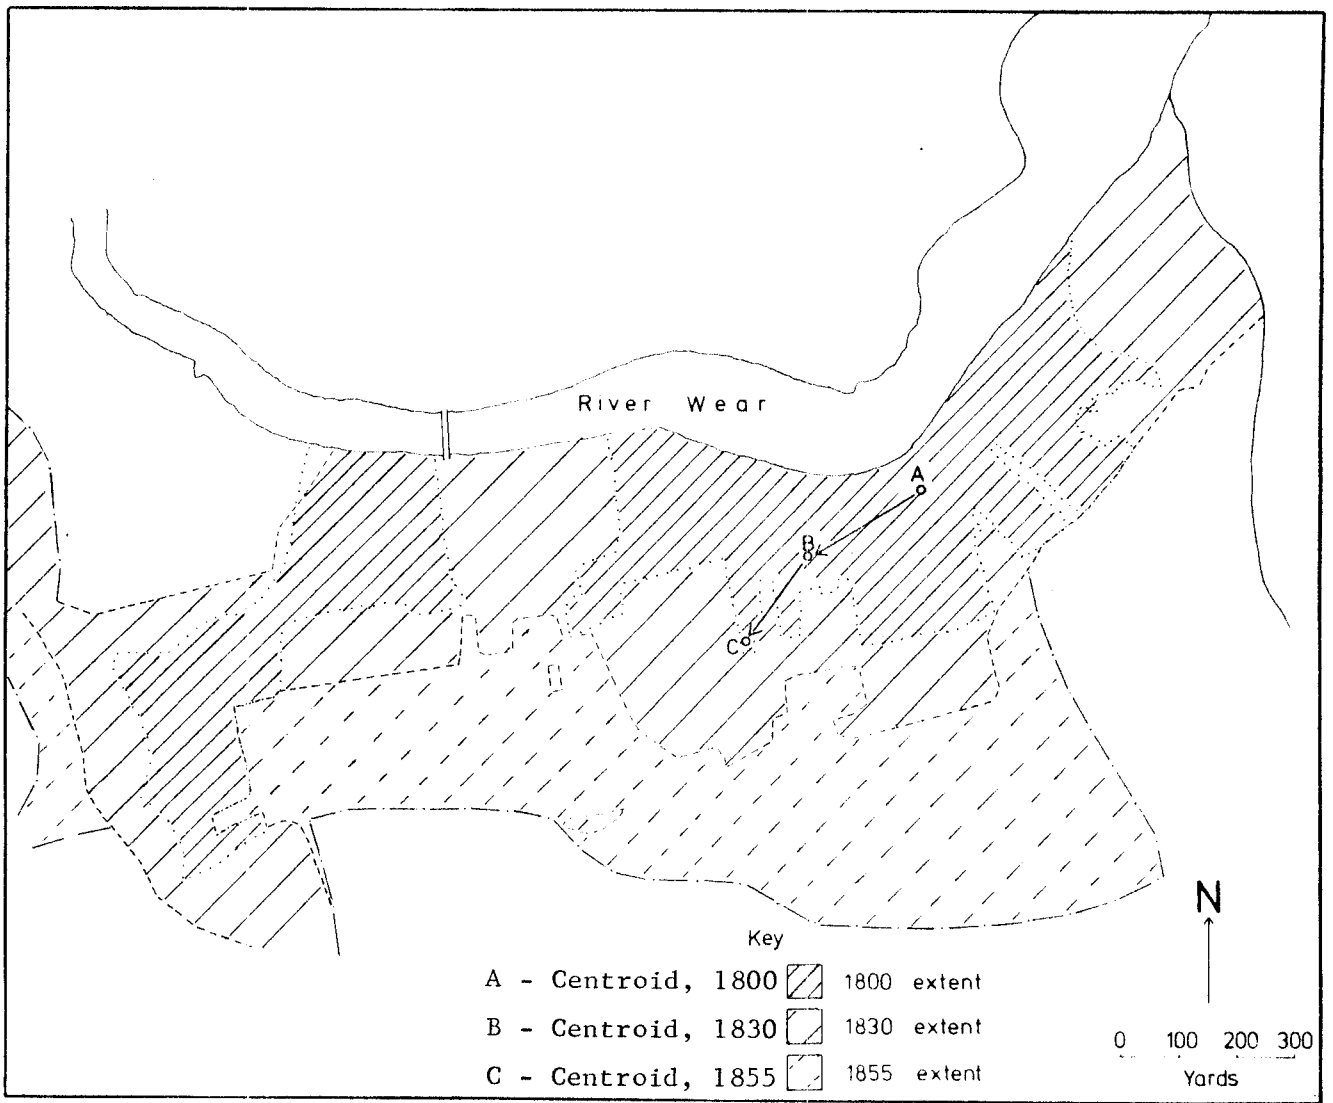 River Wear
A
B
C
N
Key
A - Centroid, 1800 1800 extent
B - Centroid, 1830 1830 extent
C - Centroid, 1855 1855 extent
0 100 200 300
Yards